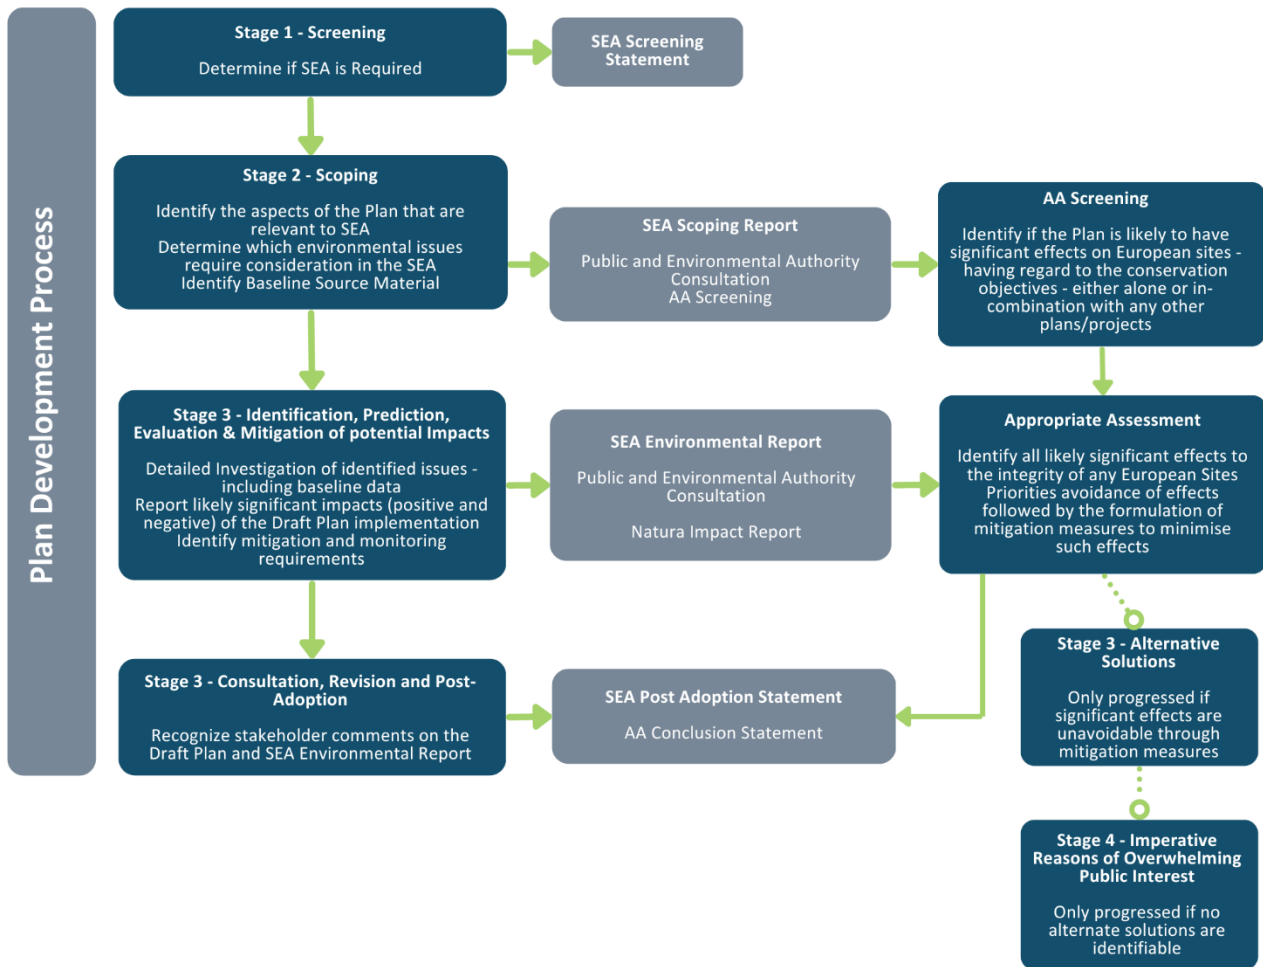 Plan Development Process
Stage 1 - Screening
Determine if SEA is Required
SEA Screening
Statement
Stage 2 - Scoping
Identify the aspects of the Plan that are
relevant to SEA
Determine which environmental issues
require consideration in the SEA
Identify Baseline Source Material
SEA Scoping Report
Public and Environmental Authority
Consultation
AA Screening
AA Screening
Identify if the Plan is likely to have
significant effects on European sites -
having regard to the conservation
objectives - either alone or in-
combination with any other
plans/projects
Stage 3 - Identification, Prediction,
Evaluation & Mitigation of potential Impacts
Detailed Investigation of identified issues -
including baseline data
Report likely significant impacts (positive and
negative) of the Draft Plan implementation
Identify mitigation and monitoring
requirements
SEA Environmental Report
Public and Environmental Authority
Consultation
Natura Impact Report
Appropriate Assessment
Identify all likely significant effects to
the integrity of any European Sites
Priorities avoidance of effects
followed by the formulation of
mitigation measures to minimise
such effects
Stage 3 - Consultation, Revision and Post-
Adoption
Recognize stakeholder comments on the
Draft Plan and SEA Environmental Report
SEA Post Adoption Statement
AA Conclusion Statement
Stage 3 - Alternative
Solutions
Only progressed if
significant effects are
unavoidable through
mitigation measures
Stage 4 - Imperative
Reasons of Overwhelming
Public Interest
Only progressed if no
alternate solutions are
identifiable